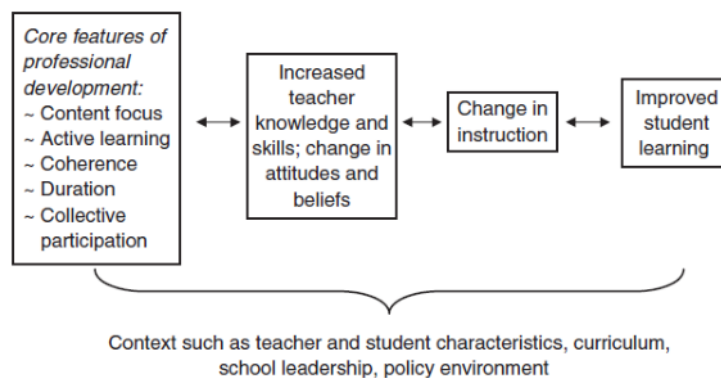 Core features of
professional
development:
~ Content focus
~ Active learning
~ Coherence
~ Duration
~ Collective
participation
Increased
teacher
knowledge and
skills; change in
attitudes and
beliefs
Change in
instruction
Improved
student
learning
Context such as teacher and student characteristics, curriculum,
school leadership, policy environment